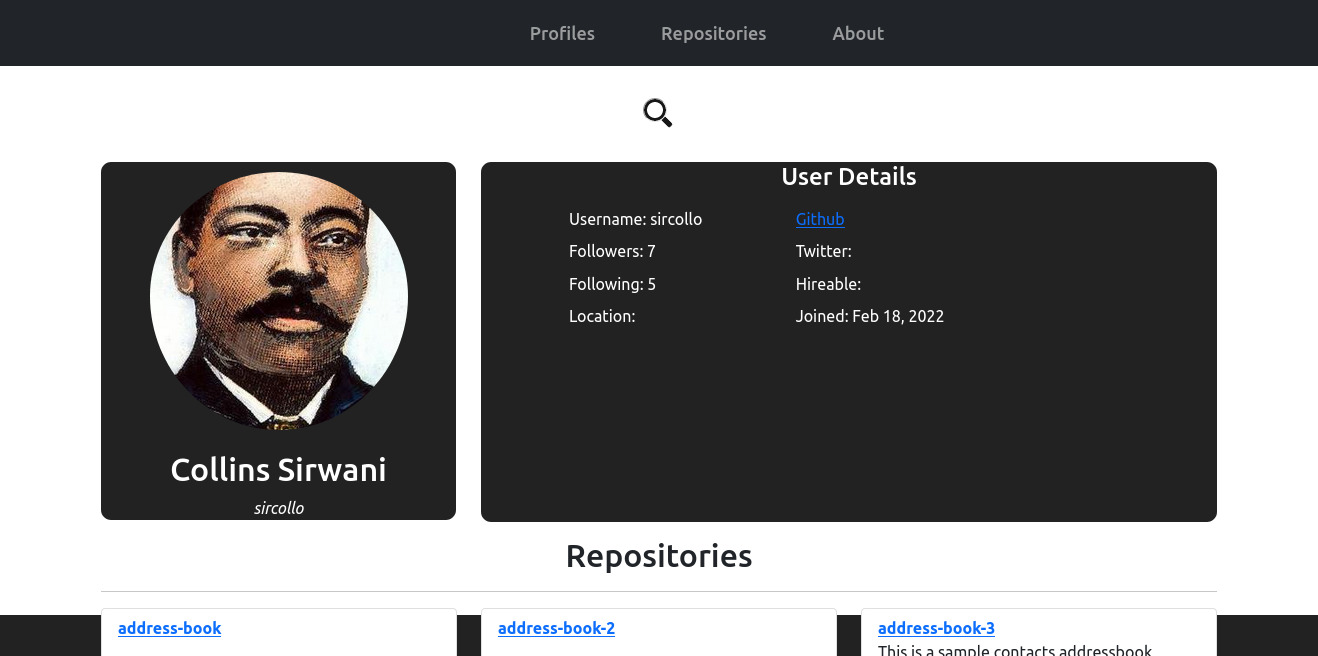 Profiles Repositories About
User Details
Username: sircollo Github
Followers: 7 Twitter:
Following: 5 Hireable:
Location: Joined: Feb 18, 2022
Collins Sirwani
sircollo
Repositories
address-book address-book-2 address-book-3
This is a sample contacts addressbook